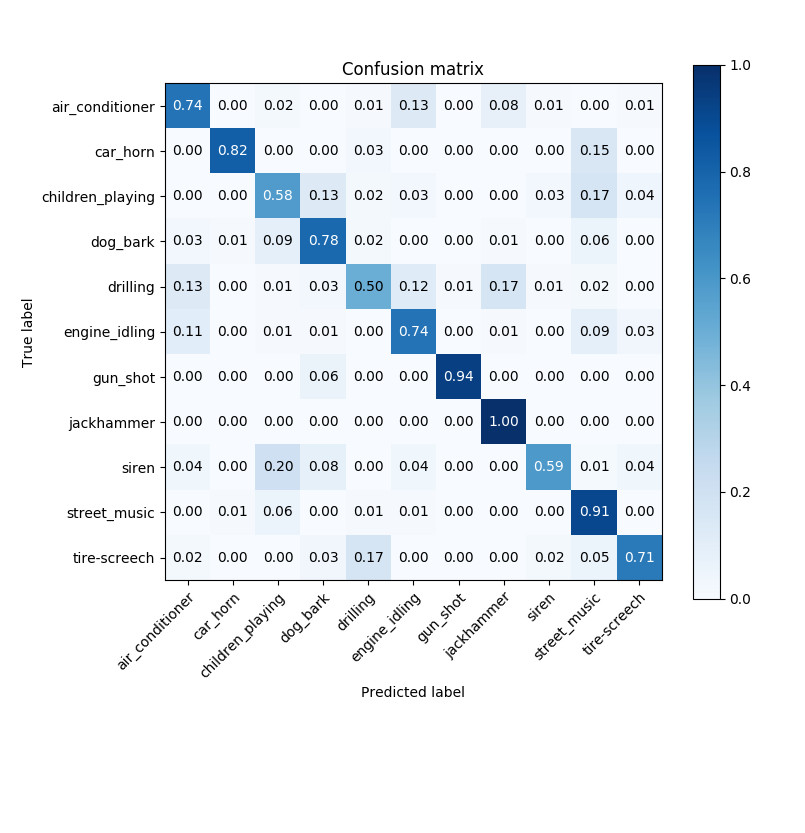 Confusion matrix
air_conditioner 0.74 0.00 0.02 0.00 0.01 0.13 0.00 0.08 0.01 0.00 0.01
car_horn 0.00 0.82 0.00 0.00 0.03 0.00 0.00 0.00 0.00 0.15 0.00
children_playing 0.00 0.00 0.58 0.13 0.02 0.03 0.00 0.00 0.03 0.17 0.04
dog_bark 0.03 0.01 0.09 0.78 0.02 0.00 0.00 0.01 0.00 0.06 0.00
drilling 0.13 0.00 0.01 0.03 0.50 0.12 0.01 0.17 0.01 0.02 0.00
engine_idling 0.11 0.00 0.01 0.01 0.00 0.74 0.00 0.01 0.00 0.09 0.03
gun_shot 0.00 0.00 0.00 0.06 0.00 0.00 0.94 0.00 0.00 0.00 0.00
jackhammer 0.00 0.00 0.00 0.00 0.00 0.00 0.00 1.00 0.00 0.00 0.00
siren 0.04 0.00 0.20 0.08 0.00 0.04 0.00 0.00 0.59 0.01 0.04
street_music 0.00 0.01 0.06 0.00 0.01 0.01 0.00 0.00 0.00 0.91 0.00
tire-screech 0.02 0.00 0.00 0.03 0.17 0.00 0.00 0.00 0.02 0.05 0.71
True label
air_conditioner
car_horn
children_playing
dog_bark
drilling
engine_idling
gun_shot
jackhammer
siren
street_music
tire-screech
Predicted label
1.0
0.8
0.6
0.4
0.2
0.0